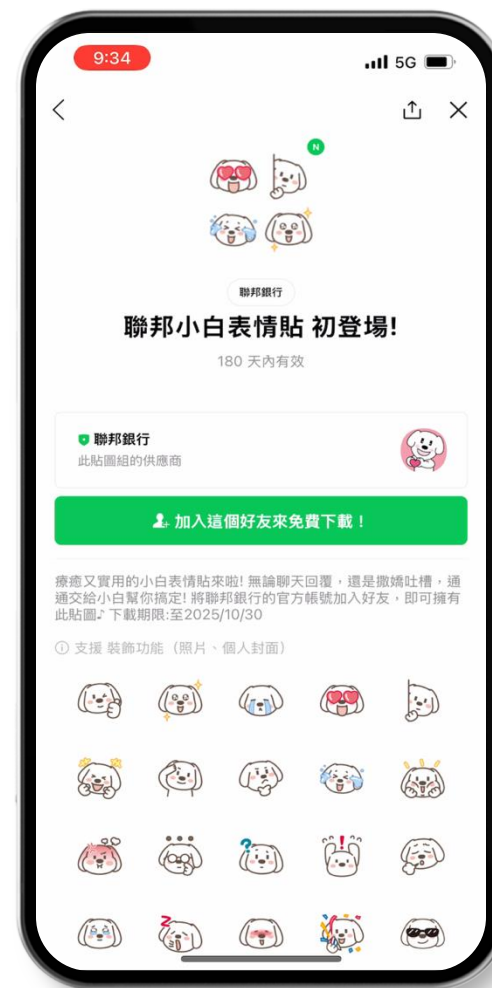 9:34
5G
N
聯邦銀行
聯邦小白表情貼 初登場!
180 天內有效
聯邦銀行
此貼圖組的供應商
加入這個好友來免費下載！
療癒又實用的小白表情貼來啦! 無論聊天回覆，還是撒嬌吐槽，通
通交給小白幫你搞定! 將聯邦銀行的官方帳號加入好友，即可擁有
此貼圖♪ 下載期限:至2025/10/30
支援 裝飾功能（照片、個人封面）